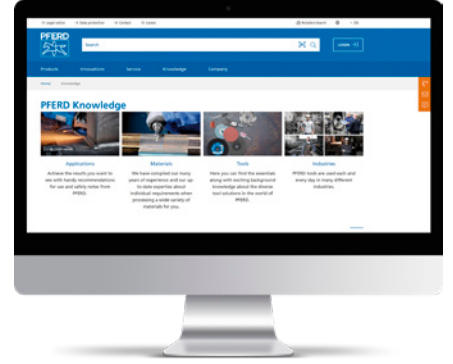 Legal notice Data protection Contact Career Retailers Search EN
PFERD
Search
LOGIN
Products Innovations Service Knowledge Company
Home Knowledge
PFERD Knowledge
Applications
Achieve the results you want to
see with handy recommendations
for use and safety notes from
PFERD.
Materials
We have compiled our many
years of experience and our up-
to-date expertise about
individual requirements when
processing a wide variety of
materials for you.
Tools
Here you can find the essentials
along with exciting background
knowledge about the diverse
tool solutions in the world of
PFERD.
Industries
PFERD tools are used each and
every day in many different
industries.